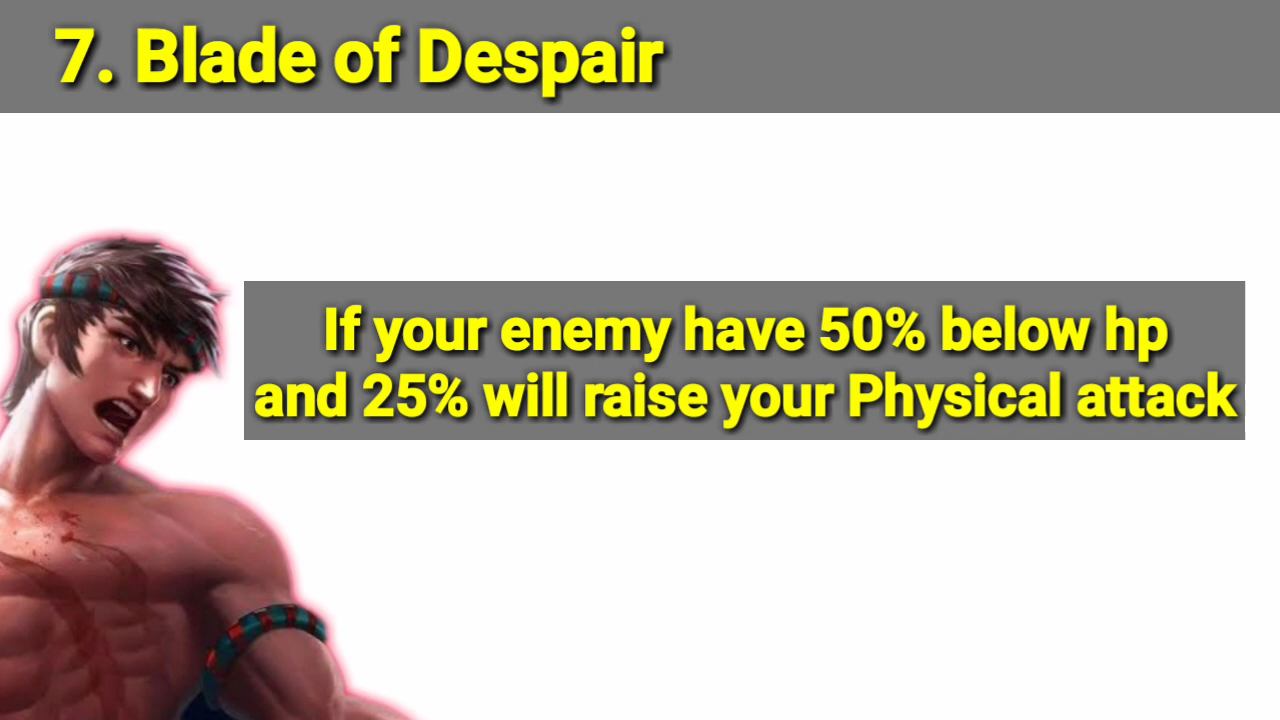 7. Blade of Despair
If your enemy have 50% below hp
and 25% will raise your Physical attack